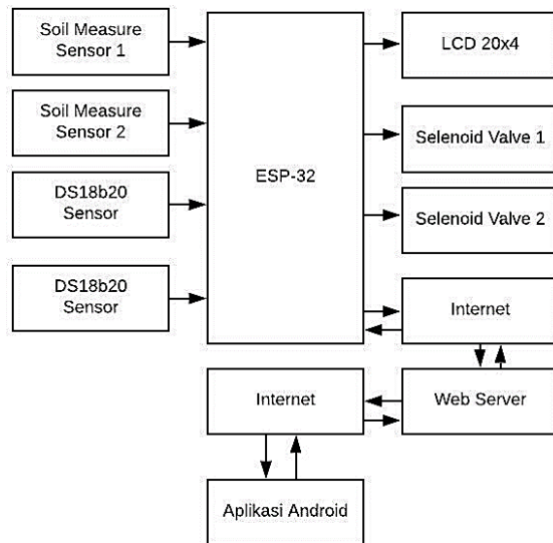 Soil Measure
Sensor 1
LCD 20x4
Soil Measure
Sensor 2
Selenoid Valve 1
ESP-32
DS18b20
Sensor
Selenoid Valve 2
DS18b20
Sensor
Internet
Internet
Web Server
Aplikasi Android